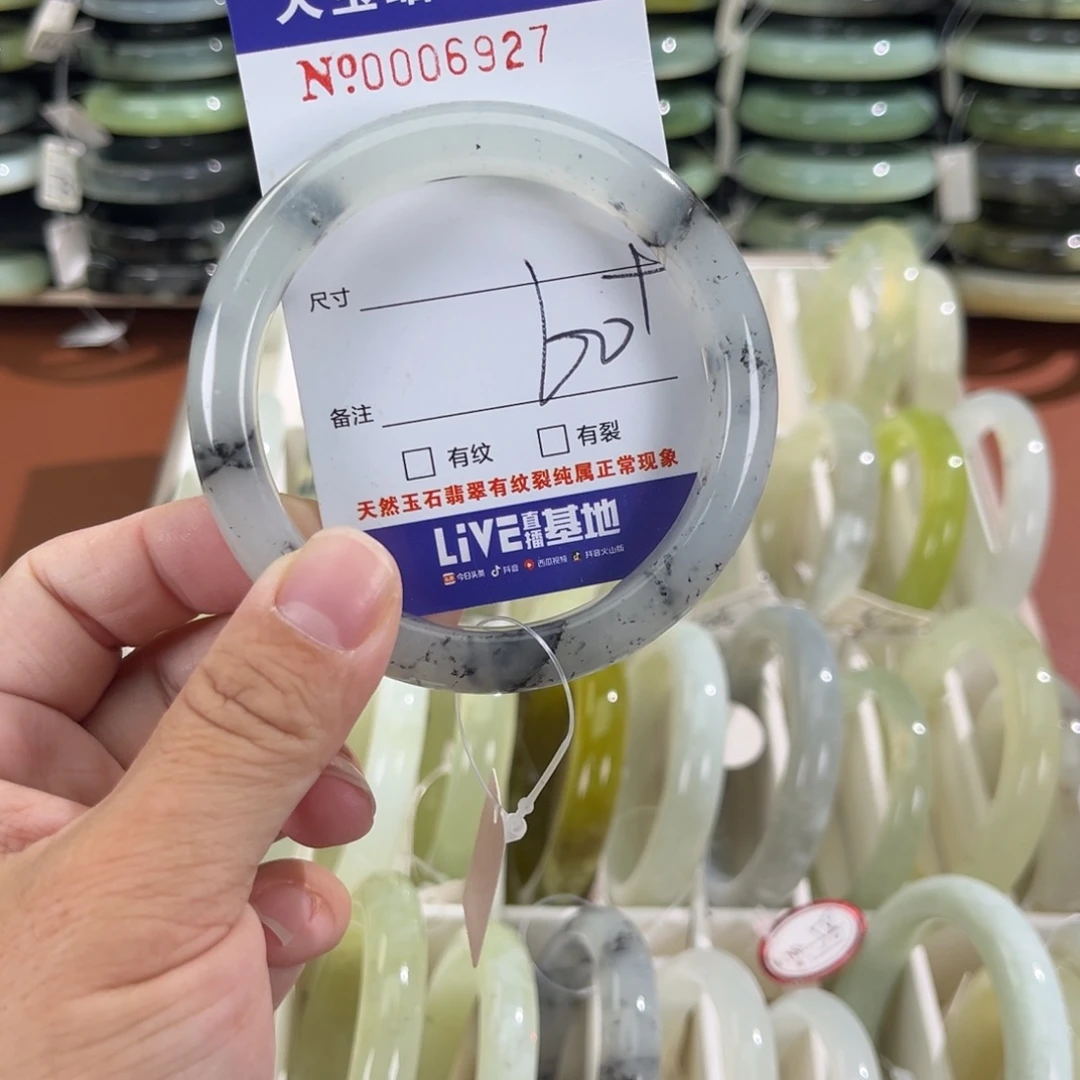 №0006927
尺寸
备注
有纹 有裂
天然玉石翡翠有纹裂纯属正常现象
LiVE直播基地
今日头条 抖音 西瓜视频 抖音火山版